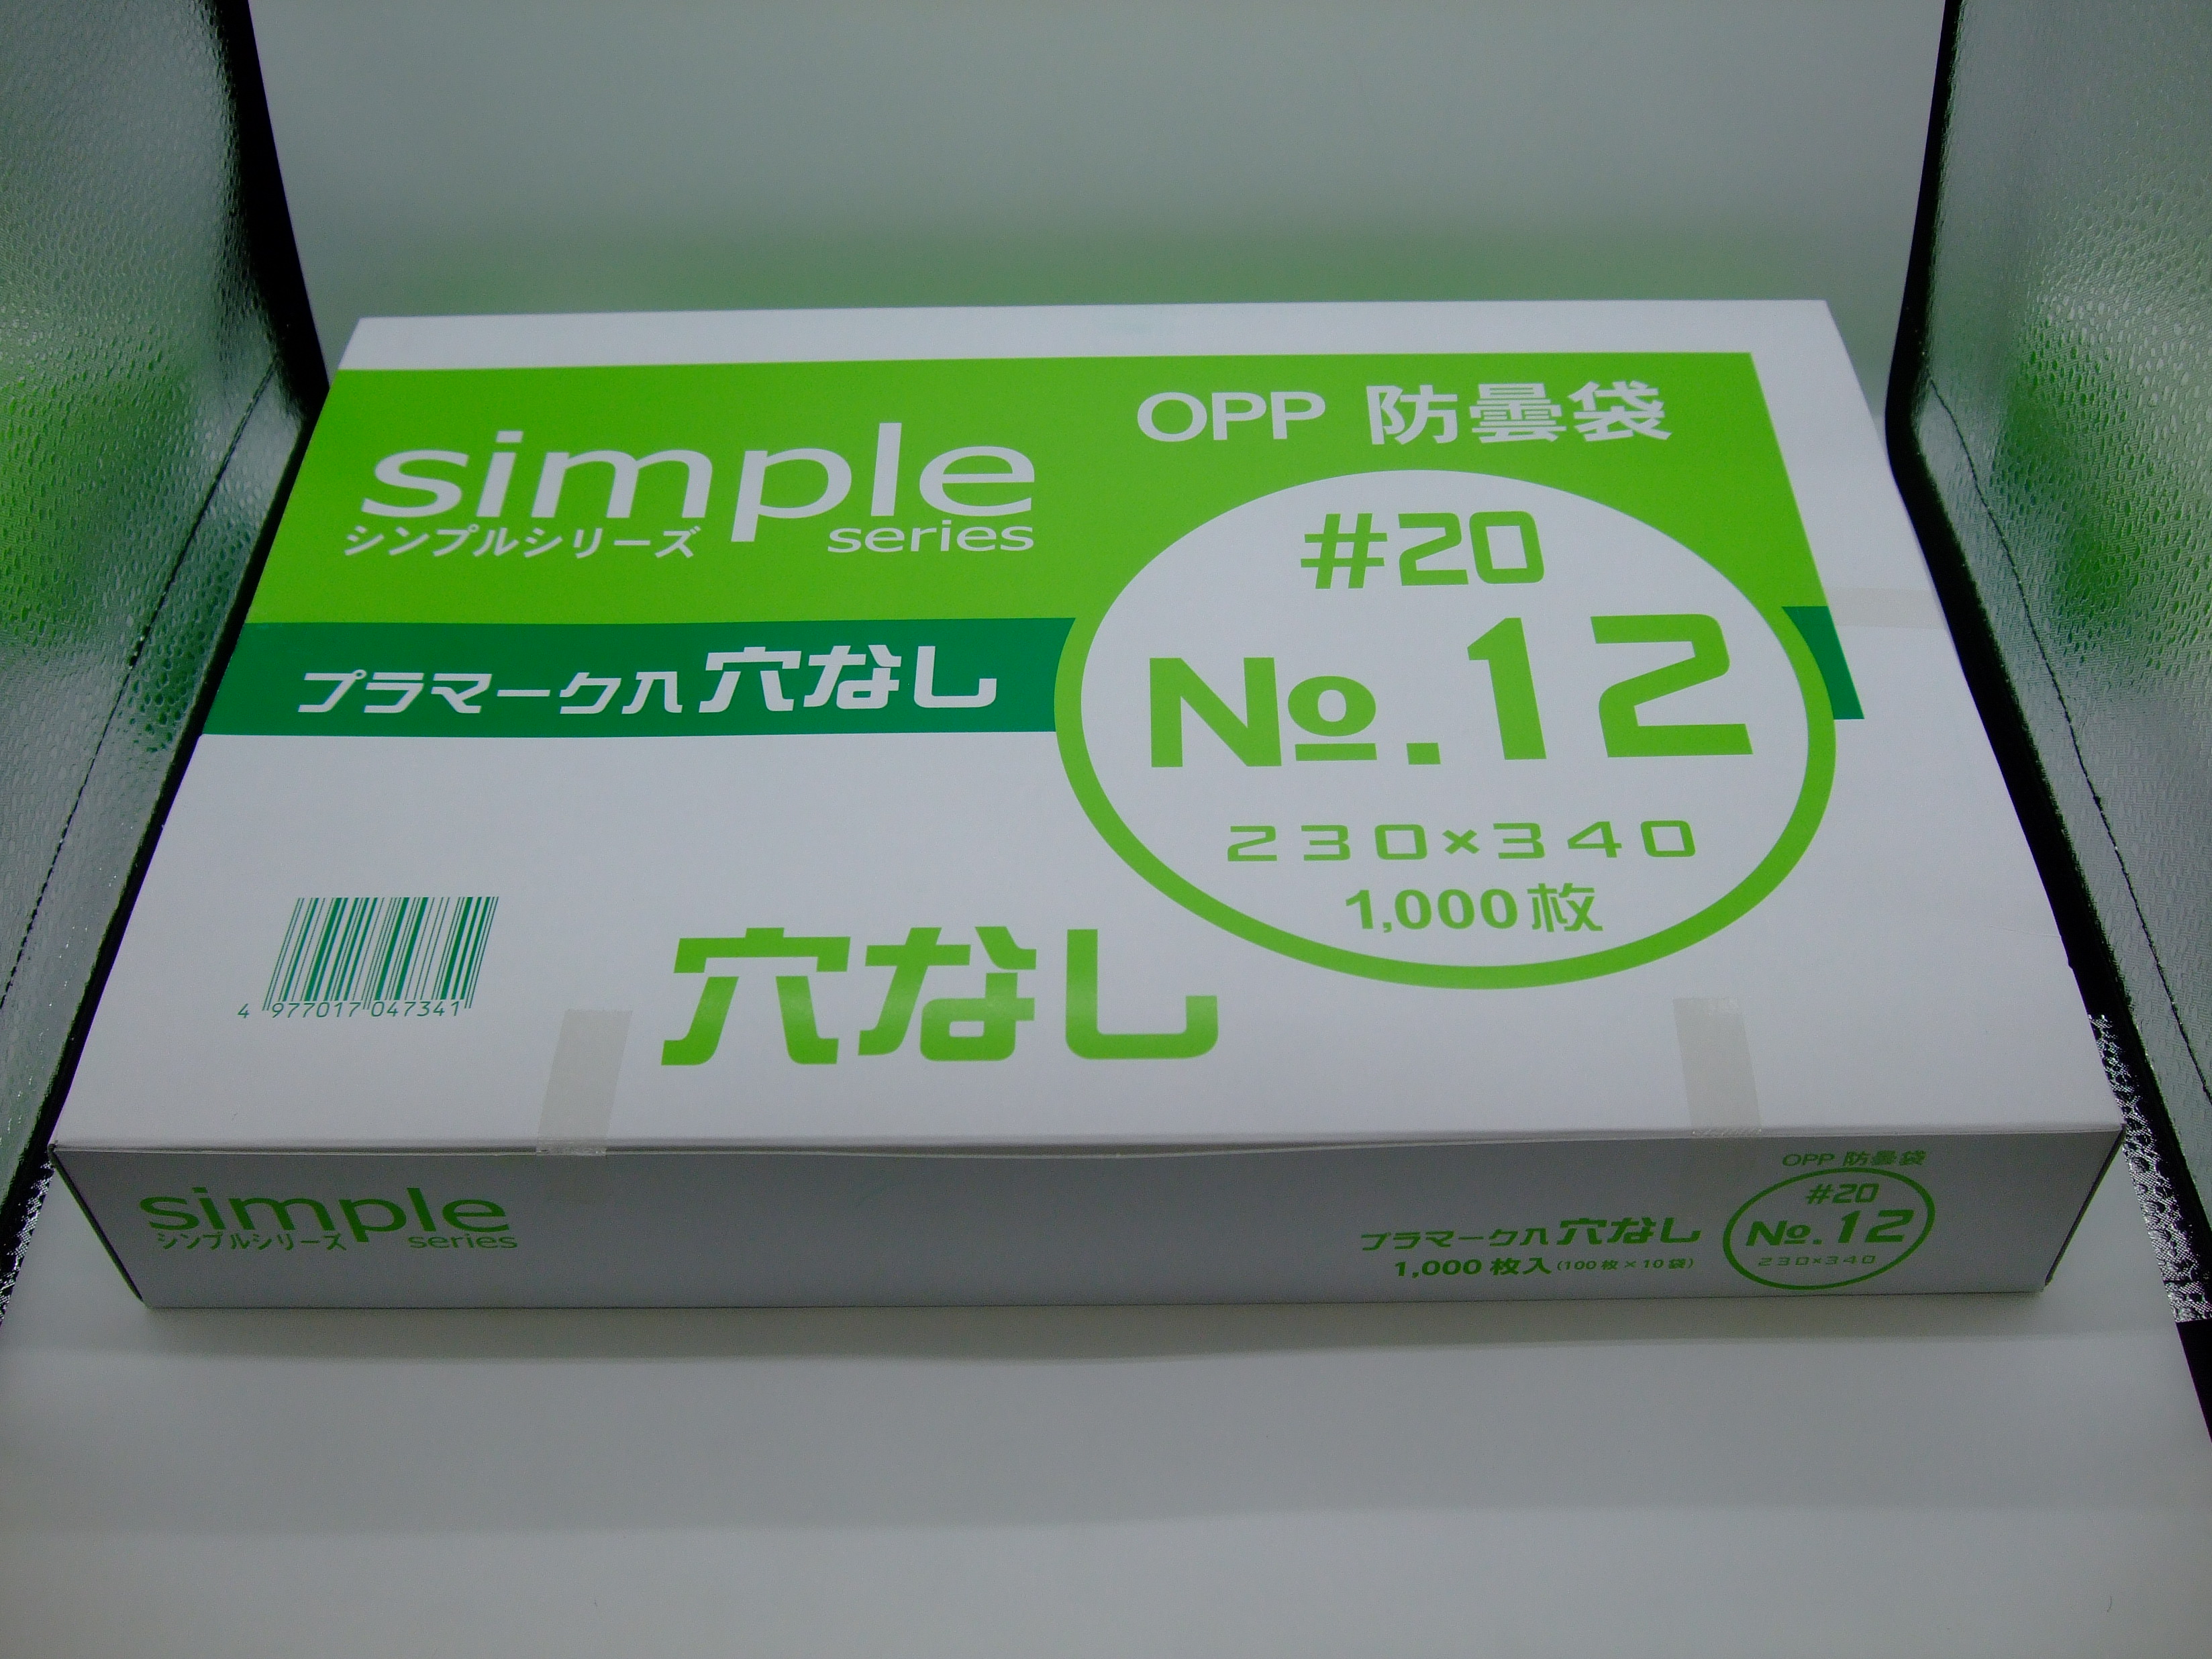 OPP 防曇袋
simple
シンプルシリーズ series
#20
No.12
プラマーク入穴なし
230×340
1,000枚
穴なし
4 977017 047341
simple
シンプルシリーズ series
OPP 防曇袋
#20
No.12
230×340
プラマーク入穴なし
1,000枚入(100枚×10袋)